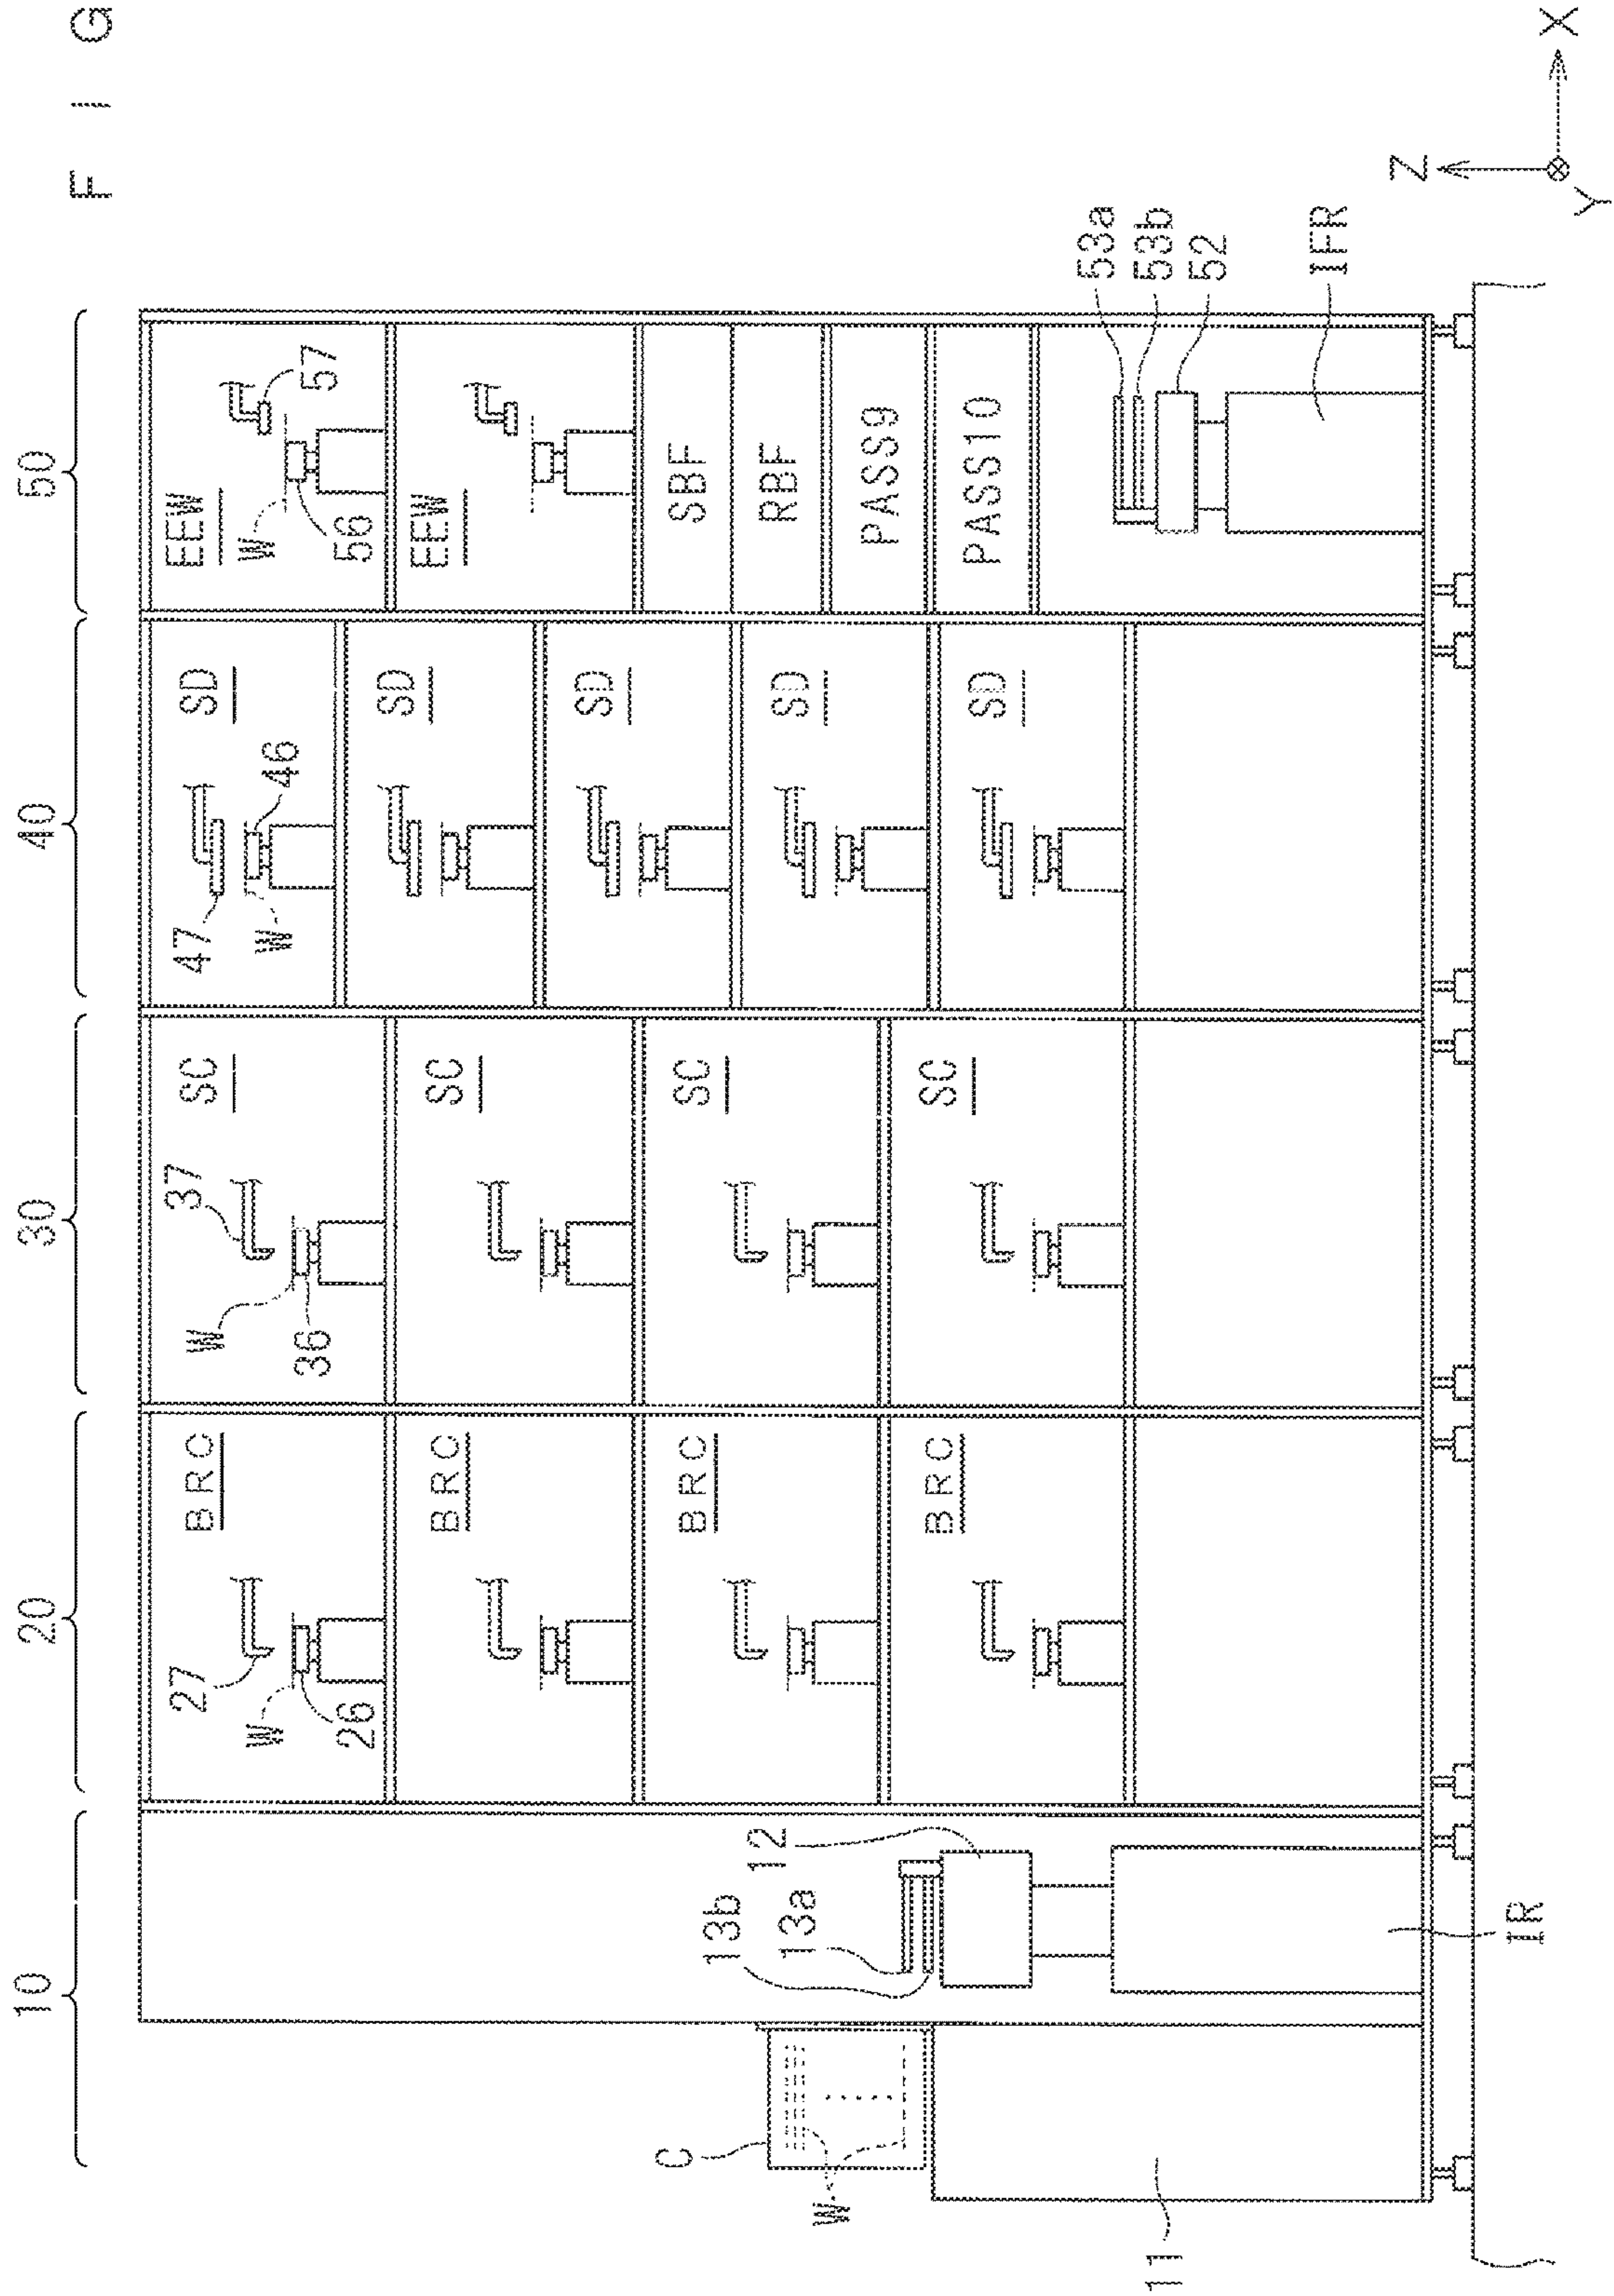 F I G
10
20
30
40
50
BRC
27
W
26
SC
37
W
36
SD
47
46
W
EEW
57
W
56
BRC
SC
SD
EEW
BRC
SC
SD
SBF
RBF
BRC
SC
SD
PASS9
SD
PASS10
C
W
13b
13a
12
53a
53b
52
IFR
11
IR
Z
X
Y